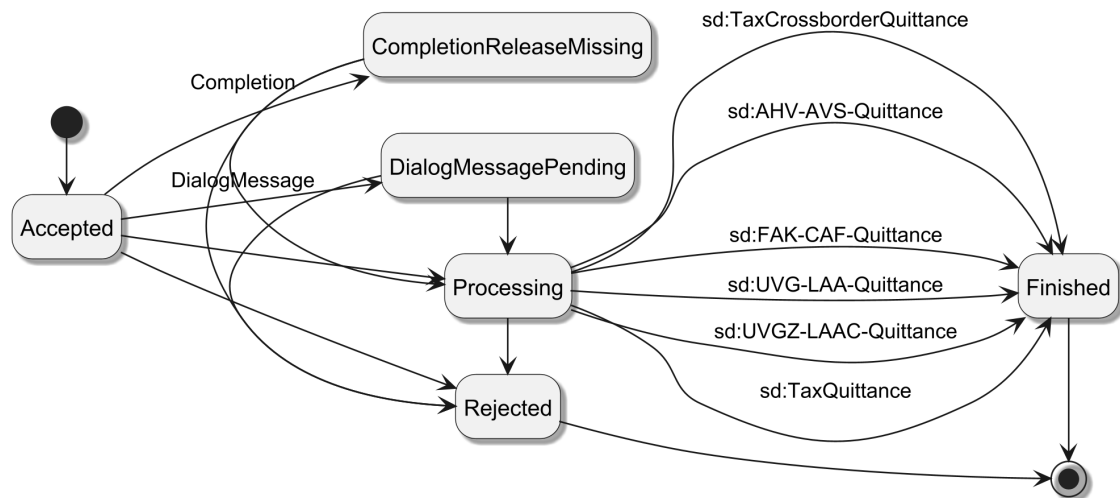 sd:TaxCrossborderQuittance
CompletionReleaseMissing
Completion
sd:AHV-AVS-Quittance
DialogMessagePending
DialogMessage
Accepted
sd:FAK-CAF-Quittance
Processing
sd:UVG-LAA-Quittance
Finished
sd:UVGZ-LAAC-Quittance
sd:TaxQuittance
Rejected